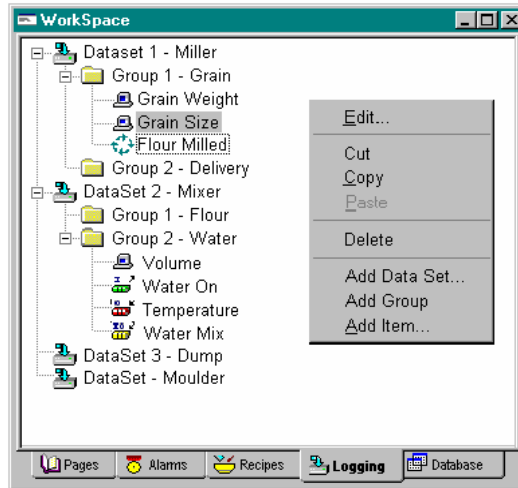 WorkSpace
Dataset 1 - Miller
Group 1 - Grain
Grain Weight
Grain Size
Flour Milled
Group 2 - Delivery
DataSet 2 - Mixer
Group 1 - Flour
Group 2 - Water
Volume
Water On
Temperature
Water Mix
DataSet 3 - Dump
DataSet - Moulder
Edit...
Cut
Copy
Paste
Delete
Add Data Set...
Add Group
Add Item...
Pages Alarms Recipes Logging Database